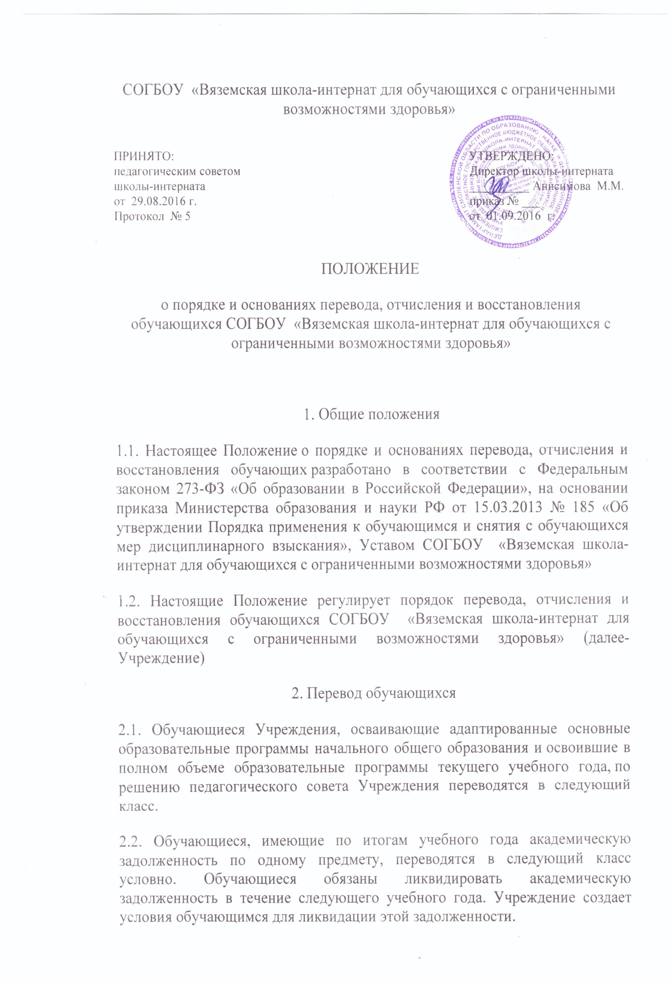 СОГБОУ «Вяземская школа-интернат для обучающихся с ограниченными
возможностями здоровья»
ПРИНЯТО:
педагогическим советом
школы-интерната
от 29.08.2016 г.
Протокол № 5
УТВЕРЖДЕНО:
Директор школы-интерната
__________ Анисимова М.М.
приказ № ___
от 01.09.2016 г.
ПОЛОЖЕНИЕ
о порядке и основаниях перевода, отчисления и восстановления
обучающихся СОГБОУ «Вяземская школа-интернат для обучающихся с
ограниченными возможностями здоровья»
1. Общие положения
1.1. Настоящее Положение о порядке и основаниях перевода, отчисления и
восстановления обучающих разработано в соответствии с Федеральным
законом 273-ФЗ «Об образовании в Российской Федерации», на основании
приказа Министерства образования и науки РФ от 15.03.2013 № 185 «Об
утверждении Порядка применения к обучающимся и снятия с обучающихся
мер дисциплинарного взыскания», Уставом СОГБОУ «Вяземская школа-
интернат для обучающихся с ограниченными возможностями здоровья»
1.2. Настоящие Положение регулирует порядок перевода, отчисления и
восстановления обучающихся СОГБОУ «Вяземская школа-интернат для
обучающихся с ограниченными возможностями здоровья» (далее-
Учреждение)
2. Перевод обучающихся
2.1. Обучающиеся Учреждения, осваивающие адаптированные основные
образовательные программы начального общего образования и освоившие в
полном объеме образовательные программы текущего учебного года, по
решению педагогического совета Учреждения переводятся в следующий
класс.
2.2. Обучающиеся, имеющие по итогам учебного года академическую
задолженность по одному предмету, переводятся в следующий класс
условно. Обучающиеся обязаны ликвидировать академическую
задолженность в течение следующего учебного года. Учреждение создает
условия обучающимся для ликвидации этой задолженности.
ДЕПАРТАМЕНТ СМОЛЕНСКОЙ ОБЛАСТИ ПО ОБРАЗОВАНИЮ, НАУКЕ И ДЕЛАМ МОЛОДЕЖИ
СМОЛЕНСКОЕ ОБЛАСТНОЕ ГОСУДАРСТВЕННОЕ БЮДЖЕТНОЕ ОБЩЕОБРАЗОВАТЕЛЬНОЕ